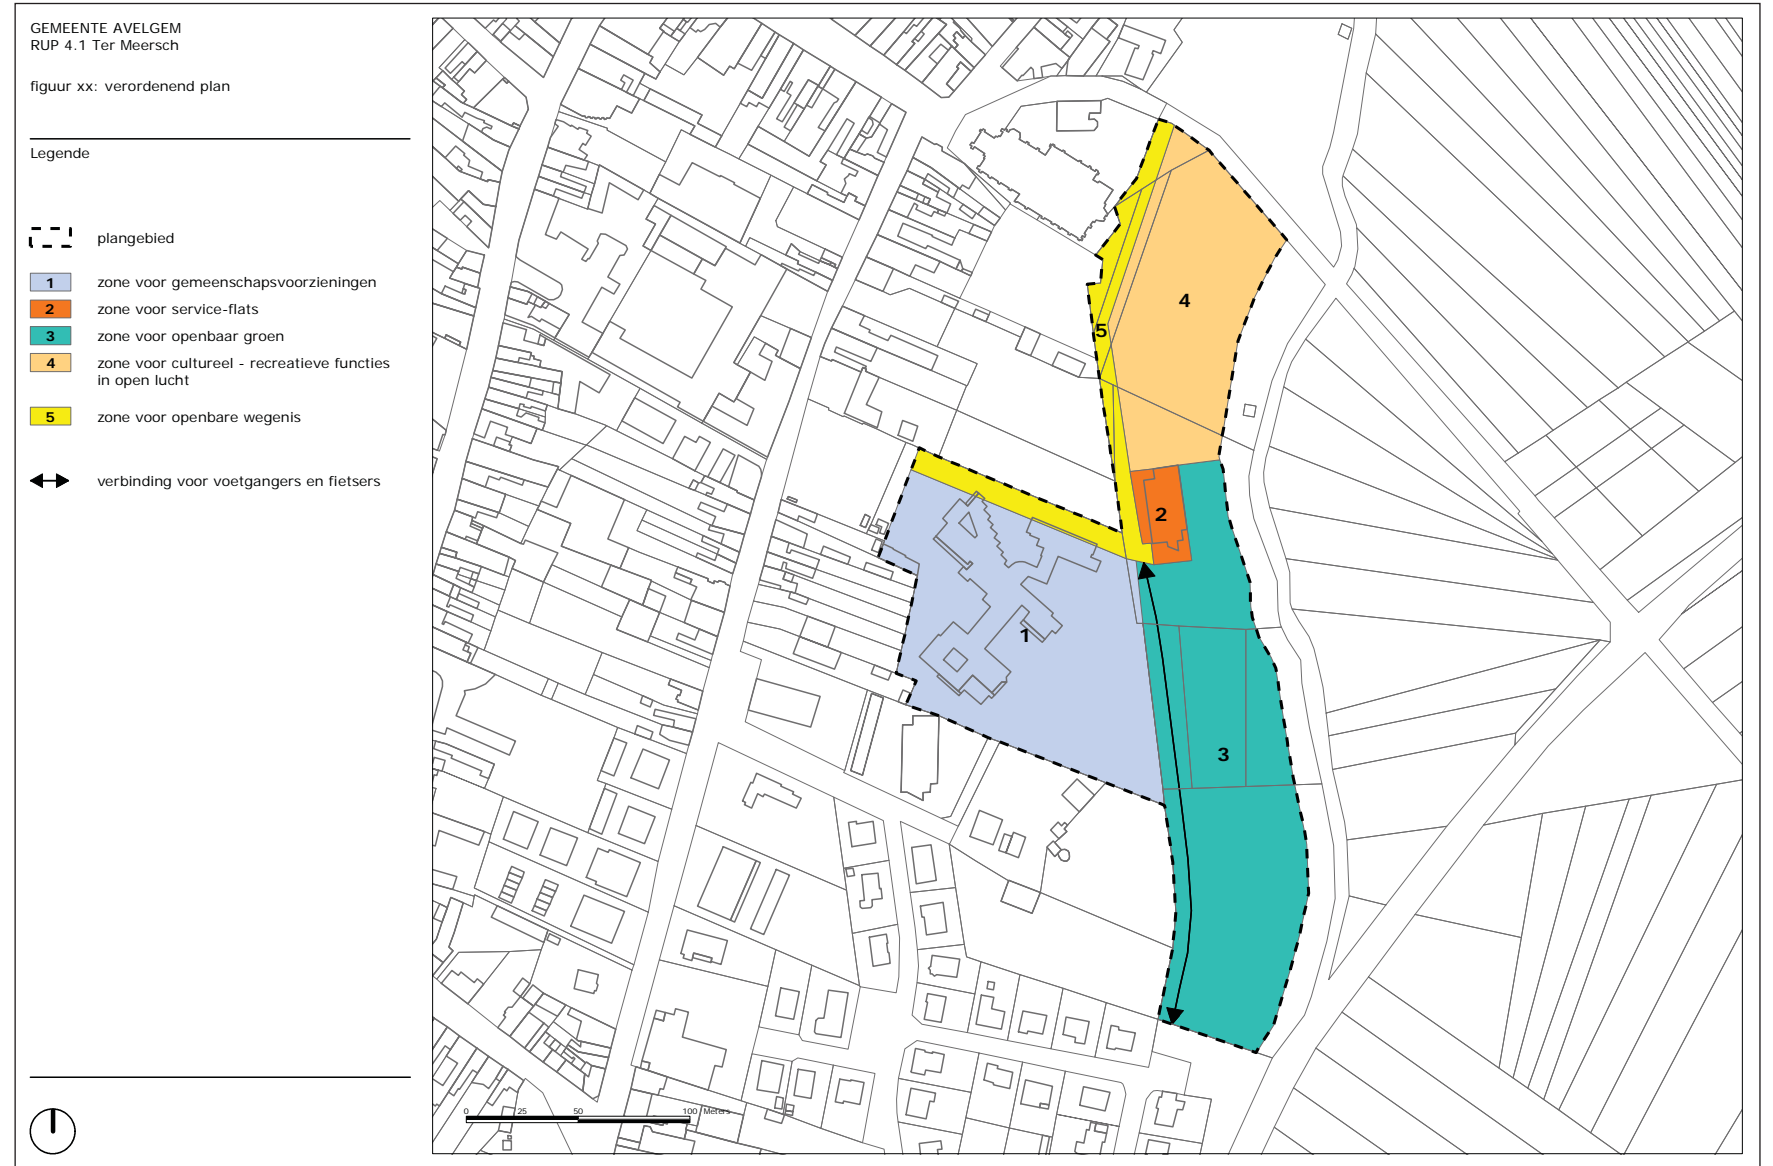 GEMEENTE AVELGEM
RUP 4.1 Ter Meersch
figuur xx: verordenend plan
Legende
plangebied
1 zone voor gemeenschapsvoorzieningen
2 zone voor service-flats
3 zone voor openbaar groen
4 zone voor cultureel - recreatieve functies
in open lucht
5 zone voor openbare wegenis
verbinding voor voetgangers en fietsers
4
5
2
1
3
0 25 50 100 Meters